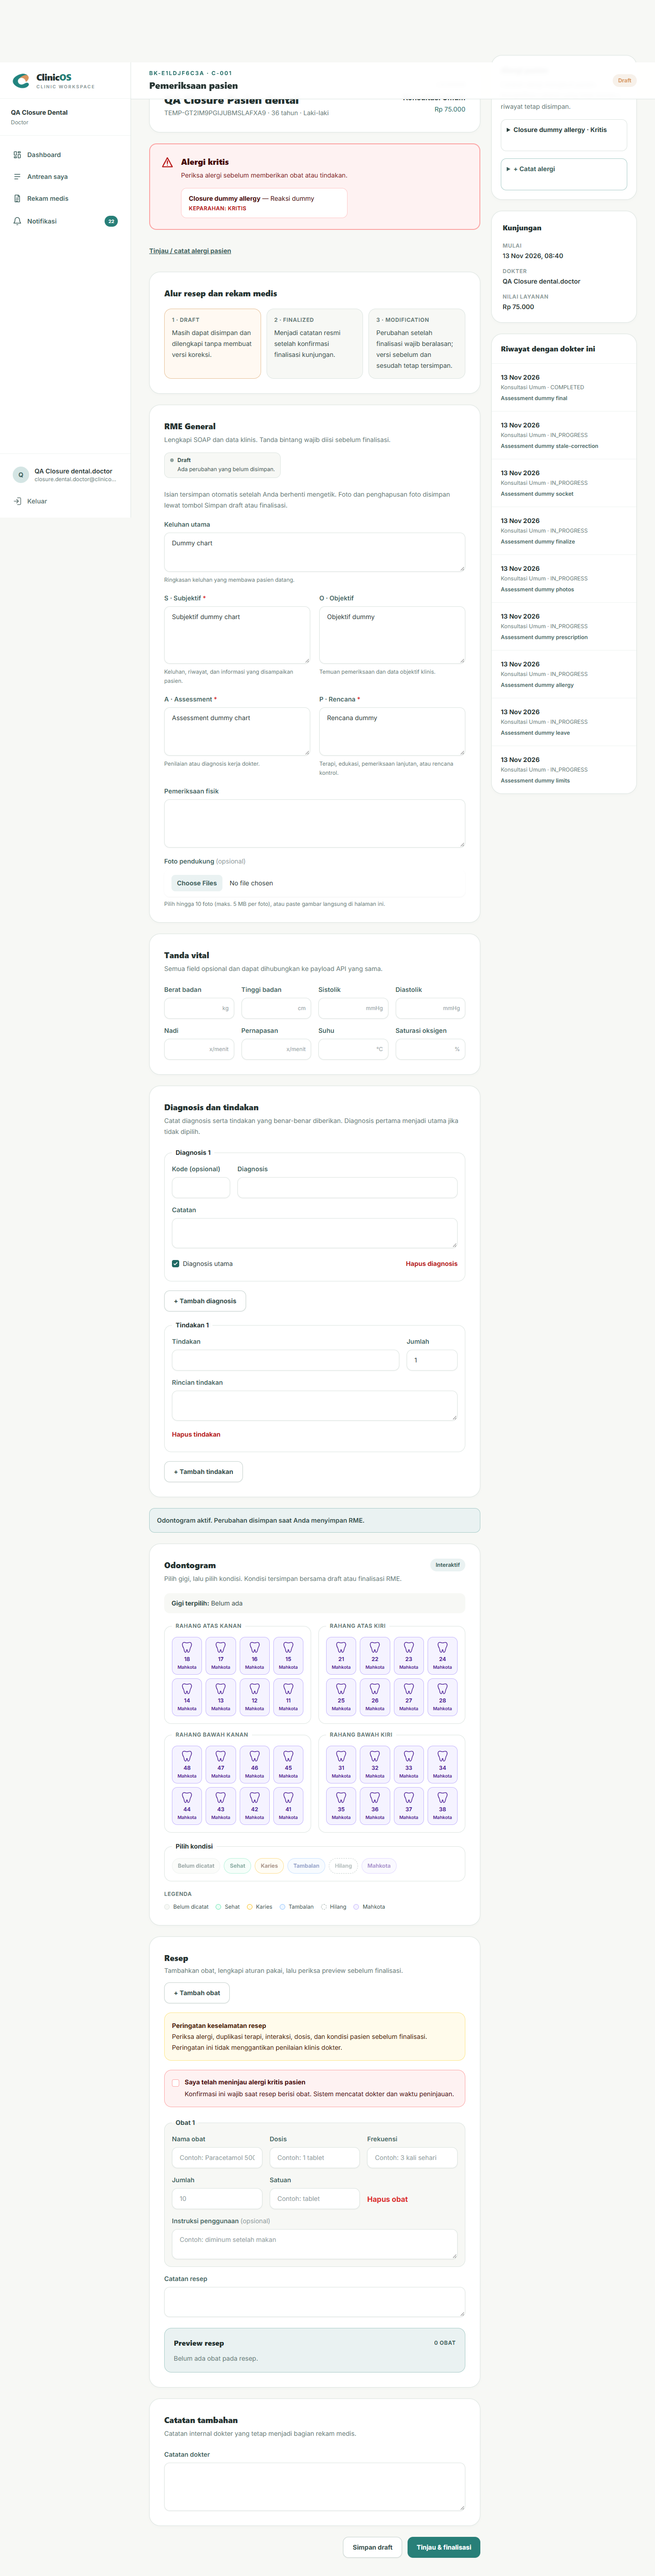 ClinicOS
CLINIC WORKSPACE
QA Closure Dental
Doctor
Dashboard
Antrean saya
Rekam medis
Notifikasi
22
Q
QA Closure dental.doctor
closure.dental.doctor@clinico...
Keluar
BK-E1LDJF6C3A · C-001
Pemeriksaan pasien
Draft
QA Closure Pasien dental
Konsultasi Umum
TEMP-GT2IM9PGIJUBMSLAFXA9 · 36 tahun · Laki-laki
Rp 75.000
Alergi kritis
Periksa alergi sebelum memberikan obat atau tindakan.
Closure dummy allergy — Reaksi dummy
KEPARAHAN: KRITIS
Tinjau / catat alergi pasien
Alur resep dan rekam medis
1 · DRAFT
Masih dapat disimpan dan
dilengkapi tanpa membuat
versi koreksi.
2 · FINALIZED
Menjadi catatan resmi
setelah konfirmasi
finalisasi kunjungan.
3 · MODIFICATION
Perubahan setelah
finalisasi wajib beralasan;
versi sebelum dan
sesudah tetap tersimpan.
RME General
Lengkapi SOAP dan data klinis. Tanda bintang wajib diisi sebelum finalisasi.
Draft
Ada perubahan yang belum disimpan.
Isian tersimpan otomatis setelah Anda berhenti mengetik. Foto dan penghapusan foto disimpan
lewat tombol Simpan draft atau finalisasi.
Keluhan utama
Dummy chart
Ringkasan keluhan yang membawa pasien datang.
S · Subjektif *
Subjektif dummy chart
Keluhan, riwayat, dan informasi yang disampaikan
pasien.
O · Objektif
Objektif dummy
Temuan pemeriksaan dan data objektif klinis.
A · Assessment *
Assessment dummy chart
Penilaian atau diagnosis kerja dokter.
P · Rencana *
Rencana dummy
Terapi, edukasi, pemeriksaan lanjutan, atau rencana
kontrol.
Pemeriksaan fisik
Foto pendukung (opsional)
Choose Files No file chosen
Pilih hingga 10 foto (maks. 5 MB per foto), atau paste gambar langsung di halaman ini.
Tanda vital
Semua field opsional dan dapat dihubungkan ke payload API yang sama.
Berat badan Tinggi badan Sistolik Diastolik
kg cm mmHg mmHg
Nadi Pernapasan Suhu Saturasi oksigen
x/menit x/menit °C %
Diagnosis dan tindakan
Catat diagnosis serta tindakan yang benar-benar diberikan. Diagnosis pertama menjadi utama jika
tidak dipilih.
Diagnosis 1
Kode (opsional) Diagnosis
Catatan
Diagnosis utama
Hapus diagnosis
+ Tambah diagnosis
Tindakan 1
Tindakan Jumlah
1
Rincian tindakan
Hapus tindakan
+ Tambah tindakan
Odontogram aktif. Perubahan disimpan saat Anda menyimpan RME.
Odontogram
Interaktif
Pilih gigi, lalu pilih kondisi. Kondisi tersimpan bersama draft atau finalisasi RME.
Gigi terpilih: Belum ada
RAHANG ATAS KANAN
18 17 16 15
Mahkota Mahkota Mahkota Mahkota
14 13 12 11
Mahkota Mahkota Mahkota Mahkota
RAHANG ATAS KIRI
21 22 23 24
Mahkota Mahkota Mahkota Mahkota
25 26 27 28
Mahkota Mahkota Mahkota Mahkota
RAHANG BAWAH KANAN
48 47 46 45
Mahkota Mahkota Mahkota Mahkota
44 43 42 41
Mahkota Mahkota Mahkota Mahkota
RAHANG BAWAH KIRI
31 32 33 34
Mahkota Mahkota Mahkota Mahkota
35 36 37 38
Mahkota Mahkota Mahkota Mahkota
Pilih kondisi
Belum dicatat Sehat Karies Tambalan Hilang Mahkota
LEGENDA
Belum dicatat Sehat Karies Tambalan Hilang Mahkota
Resep
Tambahkan obat, lengkapi aturan pakai, lalu periksa preview sebelum finalisasi.
+ Tambah obat
Peringatan keselamatan resep
Periksa alergi, duplikasi terapi, interaksi, dosis, dan kondisi pasien sebelum finalisasi.
Peringatan ini tidak menggantikan penilaian klinis dokter.
Saya telah meninjau alergi kritis pasien
Konfirmasi ini wajib saat resep berisi obat. Sistem mencatat dokter dan waktu peninjauan.
Obat 1
Nama obat Dosis Frekuensi
Contoh: Paracetamol 50( Contoh: 1 tablet Contoh: 3 kali sehari
Jumlah Satuan
10 Contoh: tablet Hapus obat
Instruksi penggunaan (opsional)
Contoh: diminum setelah makan
Catatan resep
Preview resep
0 OBAT
Belum ada obat pada resep.
Catatan tambahan
Catatan internal dokter yang tetap menjadi bagian rekam medis.
Catatan dokter
Simpan draft
Tinjau & finalisasi
riwayat tetap disimpan.
Closure dummy allergy · Kritis
+ Catat alergi
Kunjungan
MULAI
13 Nov 2026, 08:40
DOKTER
QA Closure dental.doctor
NILAI LAYANAN
Rp 75.000
Riwayat dengan dokter ini
13 Nov 2026
Konsultasi Umum · COMPLETED
Assessment dummy final
13 Nov 2026
Konsultasi Umum · IN_PROGRESS
Assessment dummy stale-correction
13 Nov 2026
Konsultasi Umum · IN_PROGRESS
Assessment dummy socket
13 Nov 2026
Konsultasi Umum · IN_PROGRESS
Assessment dummy finalize
13 Nov 2026
Konsultasi Umum · IN_PROGRESS
Assessment dummy photos
13 Nov 2026
Konsultasi Umum · IN_PROGRESS
Assessment dummy prescription
13 Nov 2026
Konsultasi Umum · IN_PROGRESS
Assessment dummy allergy
13 Nov 2026
Konsultasi Umum · IN_PROGRESS
Assessment dummy leave
13 Nov 2026
Konsultasi Umum · IN_PROGRESS
Assessment dummy limits